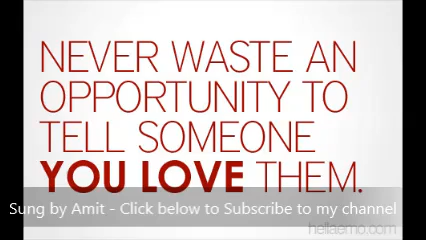 NEVER WASTE AN
OPPORTUNITY TO
TELL SOMEONE
YOU LOVE THEM.
Sung by Amit - Click below to Subscribe to my channel
hellaemo.com